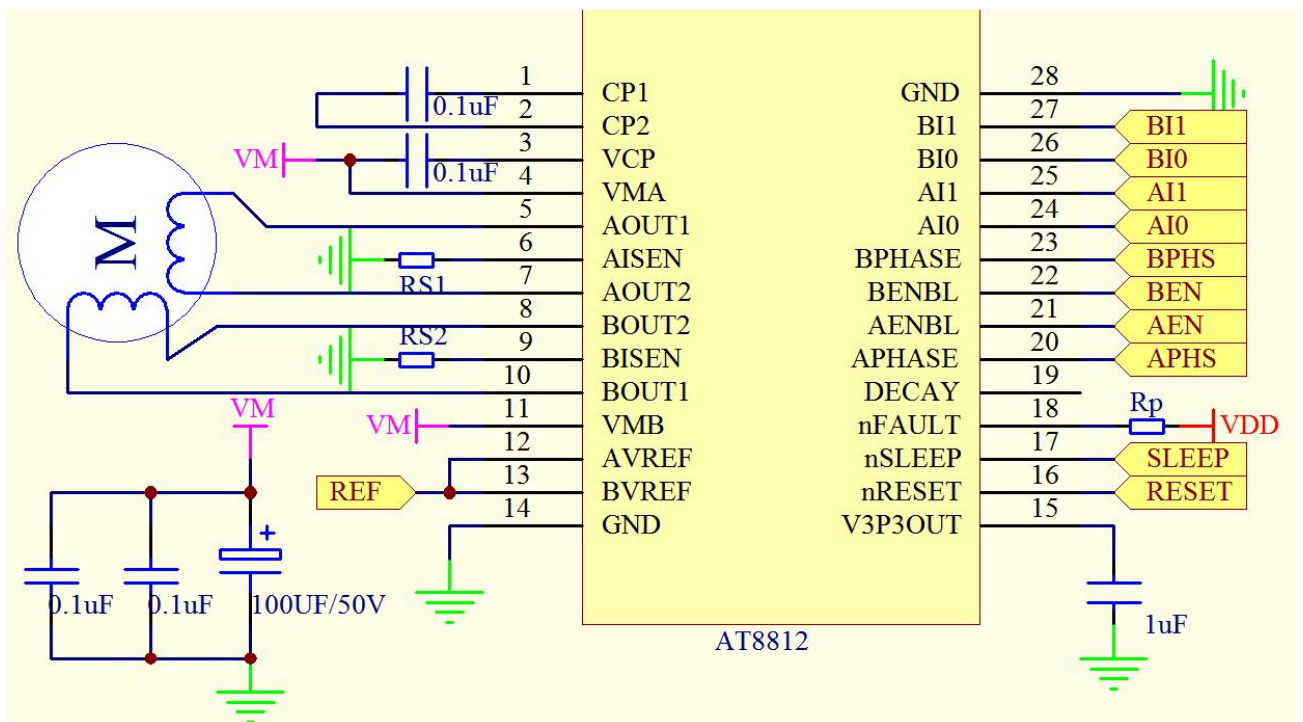 1 CP1 GND 28
0.1uF
2 CP2 BI1 27 BI1
VM 3 VCP BI0 26 BI0
0.1uF
4 VMA AI1 25 AI1
5 AOUT1 AI0 24 AI0
M
6 AISEN BPHASE 23 BPHS
RS1
7 AOUT2 BENBL 22 BEN
8 BOUT2 AENBL 21 AEN
RS2
9 BISEN APHASE 20 APHS
10 BOUT1 DECAY 19
VM
VM 11 VMB nFAULT 18 Rp VDD
12 AVREF nSLEEP 17 SLEEP
REF 13 BVREF nRESET 16 RESET
14 GND V3P3OUT 15
+
0.1uF 0.1uF 100UF/50V
1uF
AT8812